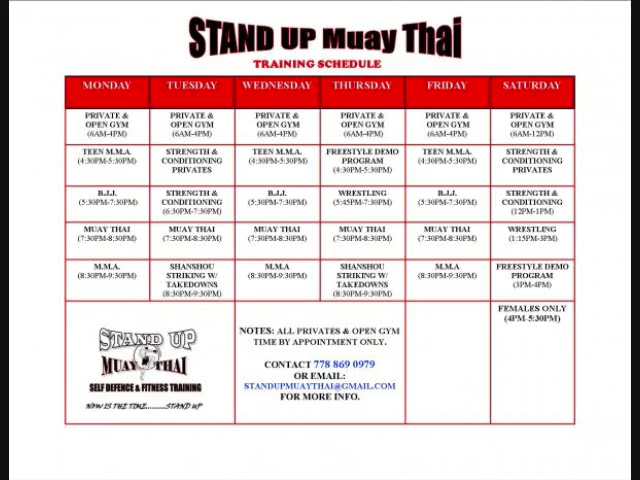 STAND UP Muay Thai
TRAINING SCHEDULE
MONDAY TUESDAY WEDNESDAY THURSDAY FRIDAY SATURDAY
PRIVATE & PRIVATE & PRIVATE & PRIVATE & PRIVATE & PRIVATE &
OPEN GYM OPEN GYM OPEN GYM OPEN GYM OPEN GYM OPEN GYM
(6AM-4PM) (6AM-4PM) (6AM-4PM) (6AM-4PM) (6AM-4PM) (6AM-12PM)
TEEN M.M.A. STRENGTH & TEEN M.M.A. FREESTYLE DEMO TEEN M.M.A. STRENGTH &
(4:30PM-5:30PM) CONDITIONING (4:30PM-5:30PM) PROGRAM (4:30PM-5:30PM) CONDITIONING
PRIVATES (4:30PM-5:30PM) PRIVATES
B.J.J. STRENGTH & B.J.J. WRESTLING B.J.J. STRENGTH &
(5:30PM-7:30PM) CONDITIONING (5:30PM-7:30PM) (5:45PM-7:30PM) (5:30PM-7:30PM) CONDITIONING
(6:30PM-7:30PM) (12PM-1PM)
MUAY THAI MUAY THAI MUAY THAI MUAY THAI MUAY THAI WRESTLING
(7:30PM-8:30PM) (7:30PM-8:30PM) (7:30PM-8:30PM) (7:30PM-8:30PM) (7:30PM-8:30PM) (1:15PM-3PM)
M.M.A. SHANSHOU M.M.A SHANSHOU M.M.A FREESTYLE DEMO
(8:30PM-9:30PM) STRIKING W/ (8:30PM-9:30PM) STRIKING W/ (8:30PM-9:30PM) PROGRAM
TAKEDOWNS TAKEDOWNS (3PM-4PM)
(8:30PM-9:30PM) (8:30PM-9:30PM)
FEMALES ONLY
(4PM-5:30PM)
STAND UP
MUAY THAI
SELF DEFENCE & FITNESS TRAINING
NOW IS THE TIME..........STAND UP
NOTES: ALL PRIVATES & OPEN GYM
TIME BY APPOINTMENT ONLY.
CONTACT 778 869 0979
OR EMAIL:
STANDUPMUAYTHAI@GMAIL.COM
FOR MORE INFO.